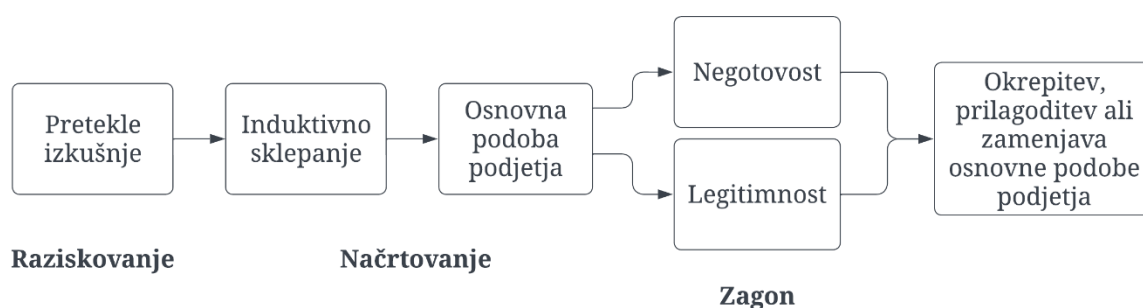 Pretekle
izkušnje
Induktivno
sklepanje
Osnovna
podoba
podjetja
Negotovost
Legitimnost
Okrepitev,
prilagoditev ali
zamenjava
osnovne podobe
podjetja
Raziskovanje
Načrtovanje
Zagon